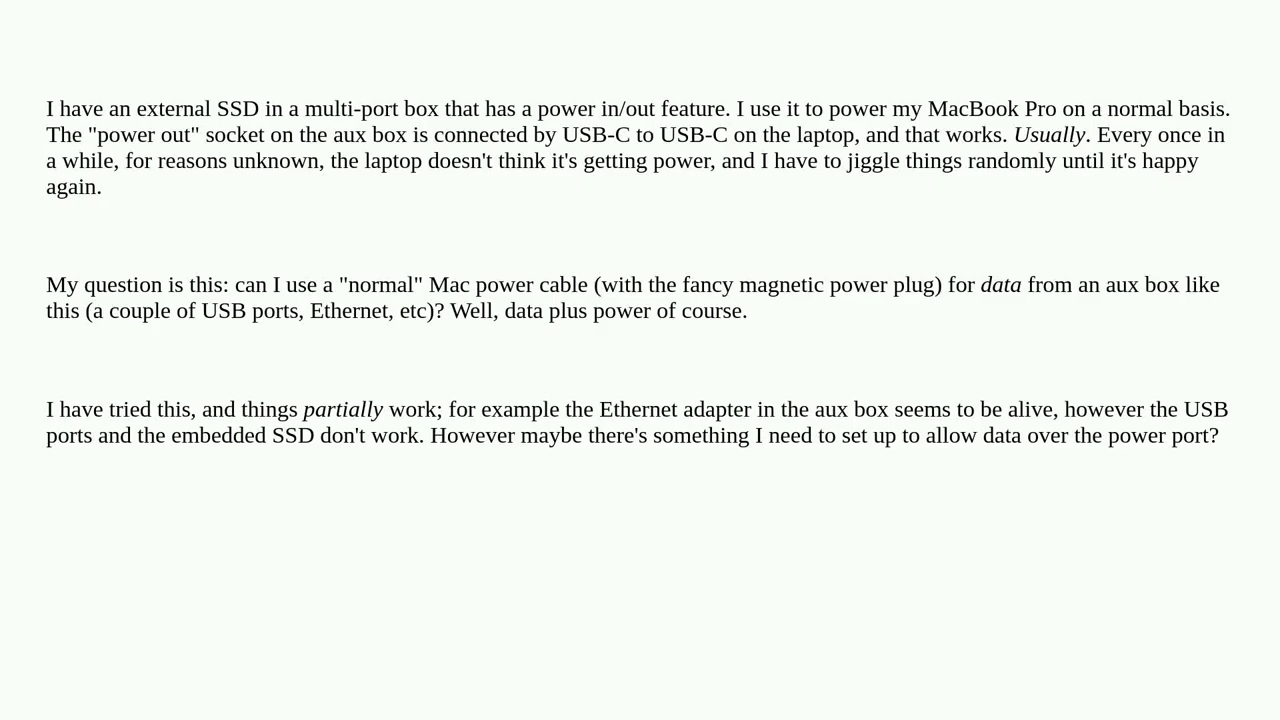 I have an external SSD in a multi-port box that has a power in/out feature. I use it to power my MacBook Pro on a normal basis.
The "power out" socket on the aux box is connected by USB-C to USB-C on the laptop, and that works. Usually. Every once in
a while, for reasons unknown, the laptop doesn't think it's getting power, and I have to jiggle things randomly until it's happy
again.
My question is this: can I use a "normal" Mac power cable (with the fancy magnetic power plug) for data from an aux box like
this (a couple of USB ports, Ethernet, etc)? Well, data plus power of course.
I have tried this, and things partially work; for example the Ethernet adapter in the aux box seems to be alive, however the USB
ports and the embedded SSD don't work. However maybe there's something I need to set up to allow data over the power port?